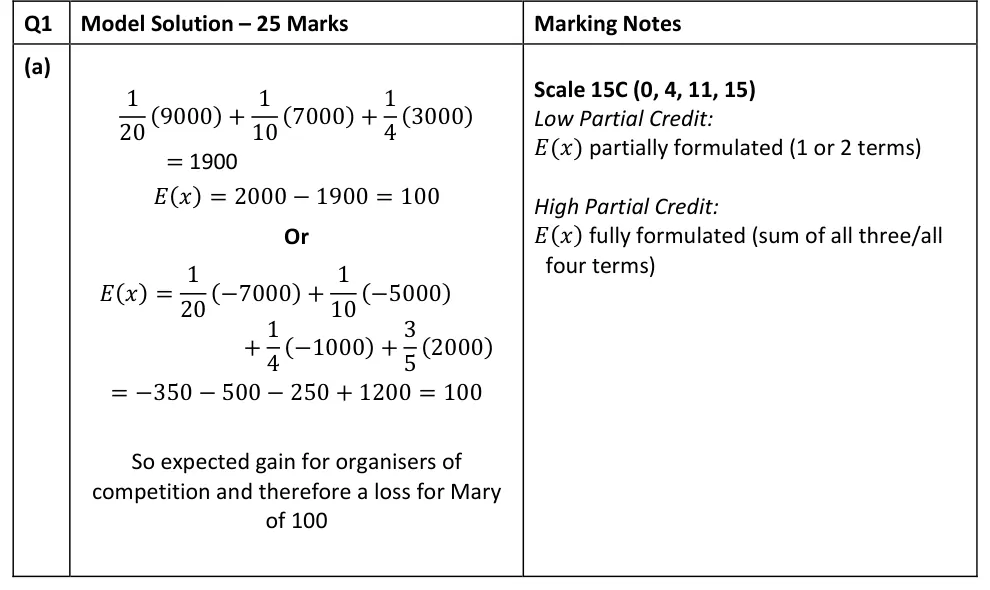 Q1 Model Solution – 25 Marks Marking Notes
(a)
1/20 (9000) + 1/10 (7000) + 1/4 (3000)
= 1900
E(x) = 2000 − 1900 = 100
Or
E(x) = 1/20 (−7000) + 1/10 (−5000)
+ 1/4 (−1000) + 3/5 (2000)
= −350 − 500 − 250 + 1200 = 100
So expected gain for organisers of
competition and therefore a loss for Mary
of 100
Scale 15C (0, 4, 11, 15)
Low Partial Credit:
E(x) partially formulated (1 or 2 terms)
High Partial Credit:
E(x) fully formulated (sum of all three/all
four terms)